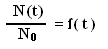 N(t)
N₀
= f( t )